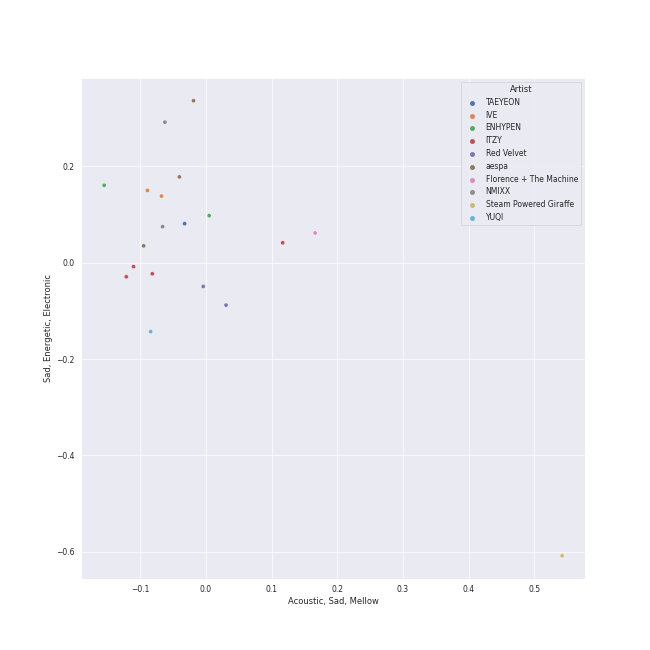 Artist
TAEYEON
IVE
ENHYPEN
ITZY
Red Velvet
aespa
Florence + The Machine
NMIXX
Steam Powered Giraffe
YUQI
0.2
0.0
−0.2
−0.4
−0.6
Sad, Energetic, Electronic
−0.1 0.0 0.1 0.2 0.3 0.4 0.5
Acoustic, Sad, Mellow